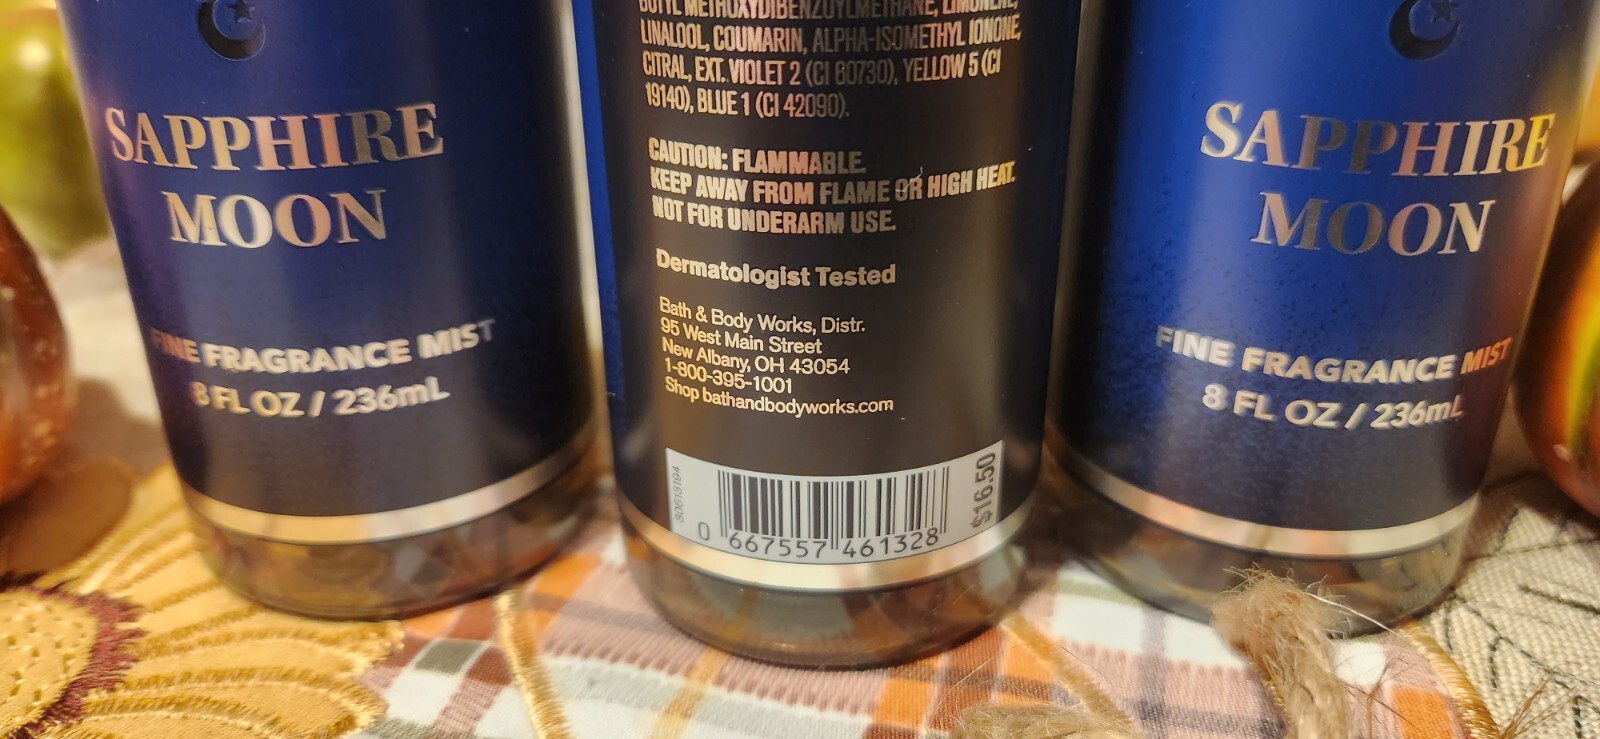 SAPPHIRE
MOON
FINE FRAGRANCE MIST
8 FL OZ / 236mL
BUTYL METHOXYDIBENZOYLMETHANE, LIMONENE,
LINALOOL, COUMARIN, ALPHA-ISOMETHYL IONONE,
CITRAL, EXT. VIOLET 2 (CI 60730), YELLOW 5 (CI
19140), BLUE 1 (CI 42090).
CAUTION: FLAMMABLE.
KEEP AWAY FROM FLAME OR HIGH HEAT.
NOT FOR UNDERARM USE.
Dermatologist Tested
Bath & Body Works, Distr.
95 West Main Street
New Albany, OH 43054
1-800-395-1001
Shop bathandbodyworks.com
$16.50
0 667557 461328
SAPPHIRE
MOON
FINE FRAGRANCE MIST
8 FL OZ / 236mL